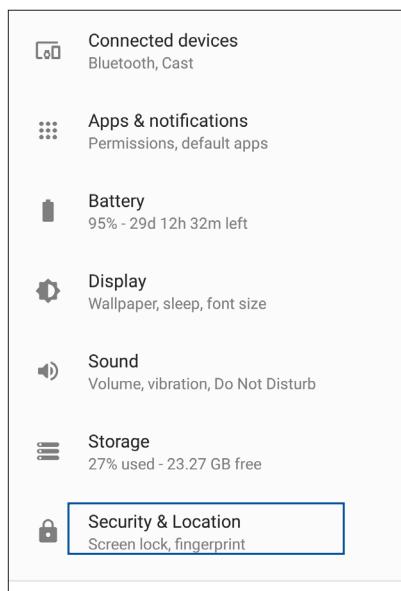 Connected devices
Bluetooth, Cast
Apps & notifications
Permissions, default apps
Battery
95% - 29d 12h 32m left
Display
Wallpaper, sleep, font size
Sound
Volume, vibration, Do Not Disturb
Storage
27% used - 23.27 GB free
Security & Location
Screen lock, fingerprint